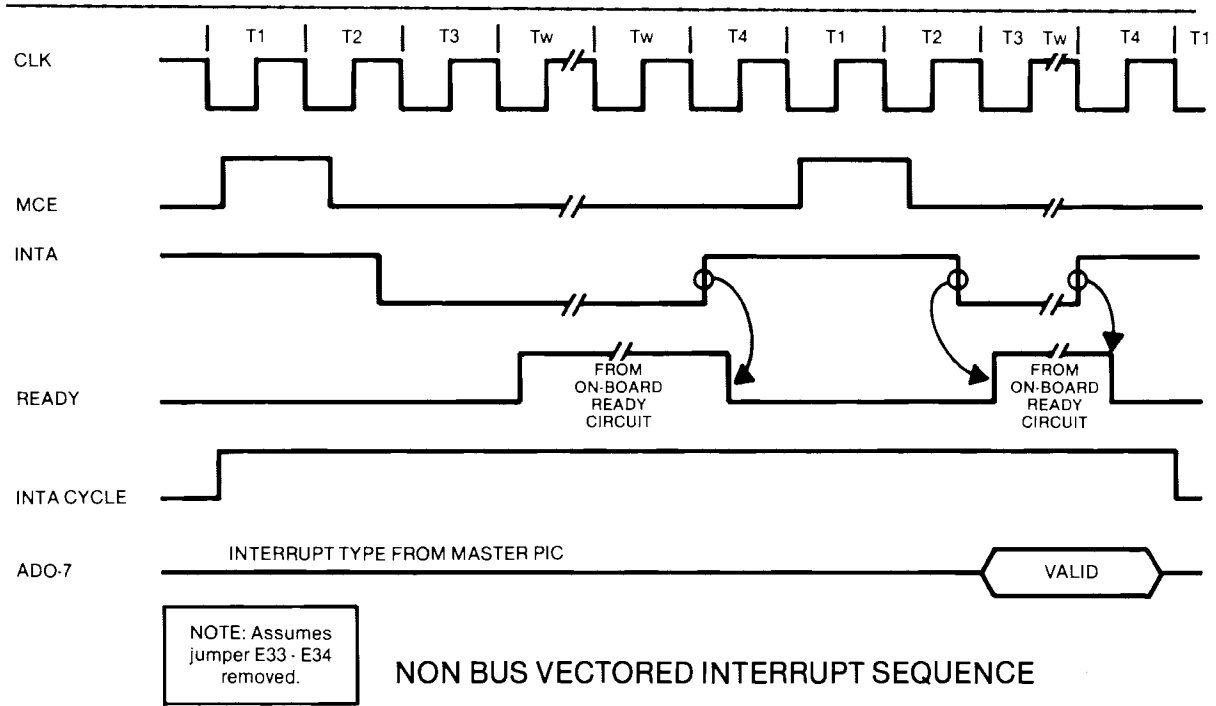 T1 T2 T3 Tw Tw T4 T1 T2 T3 Tw T4 T1
CLK
MCE
INTA
READY
FROM
ON-BOARD
READY
CIRCUIT
FROM
ON-BOARD
READY
CIRCUIT
INTA CYCLE
INTERRUPT TYPE FROM MASTER PIC
ADO-7
VALID
NOTE: Assumes
jumper E33 - E34
removed.
NON BUS VECTORED INTERRUPT SEQUENCE